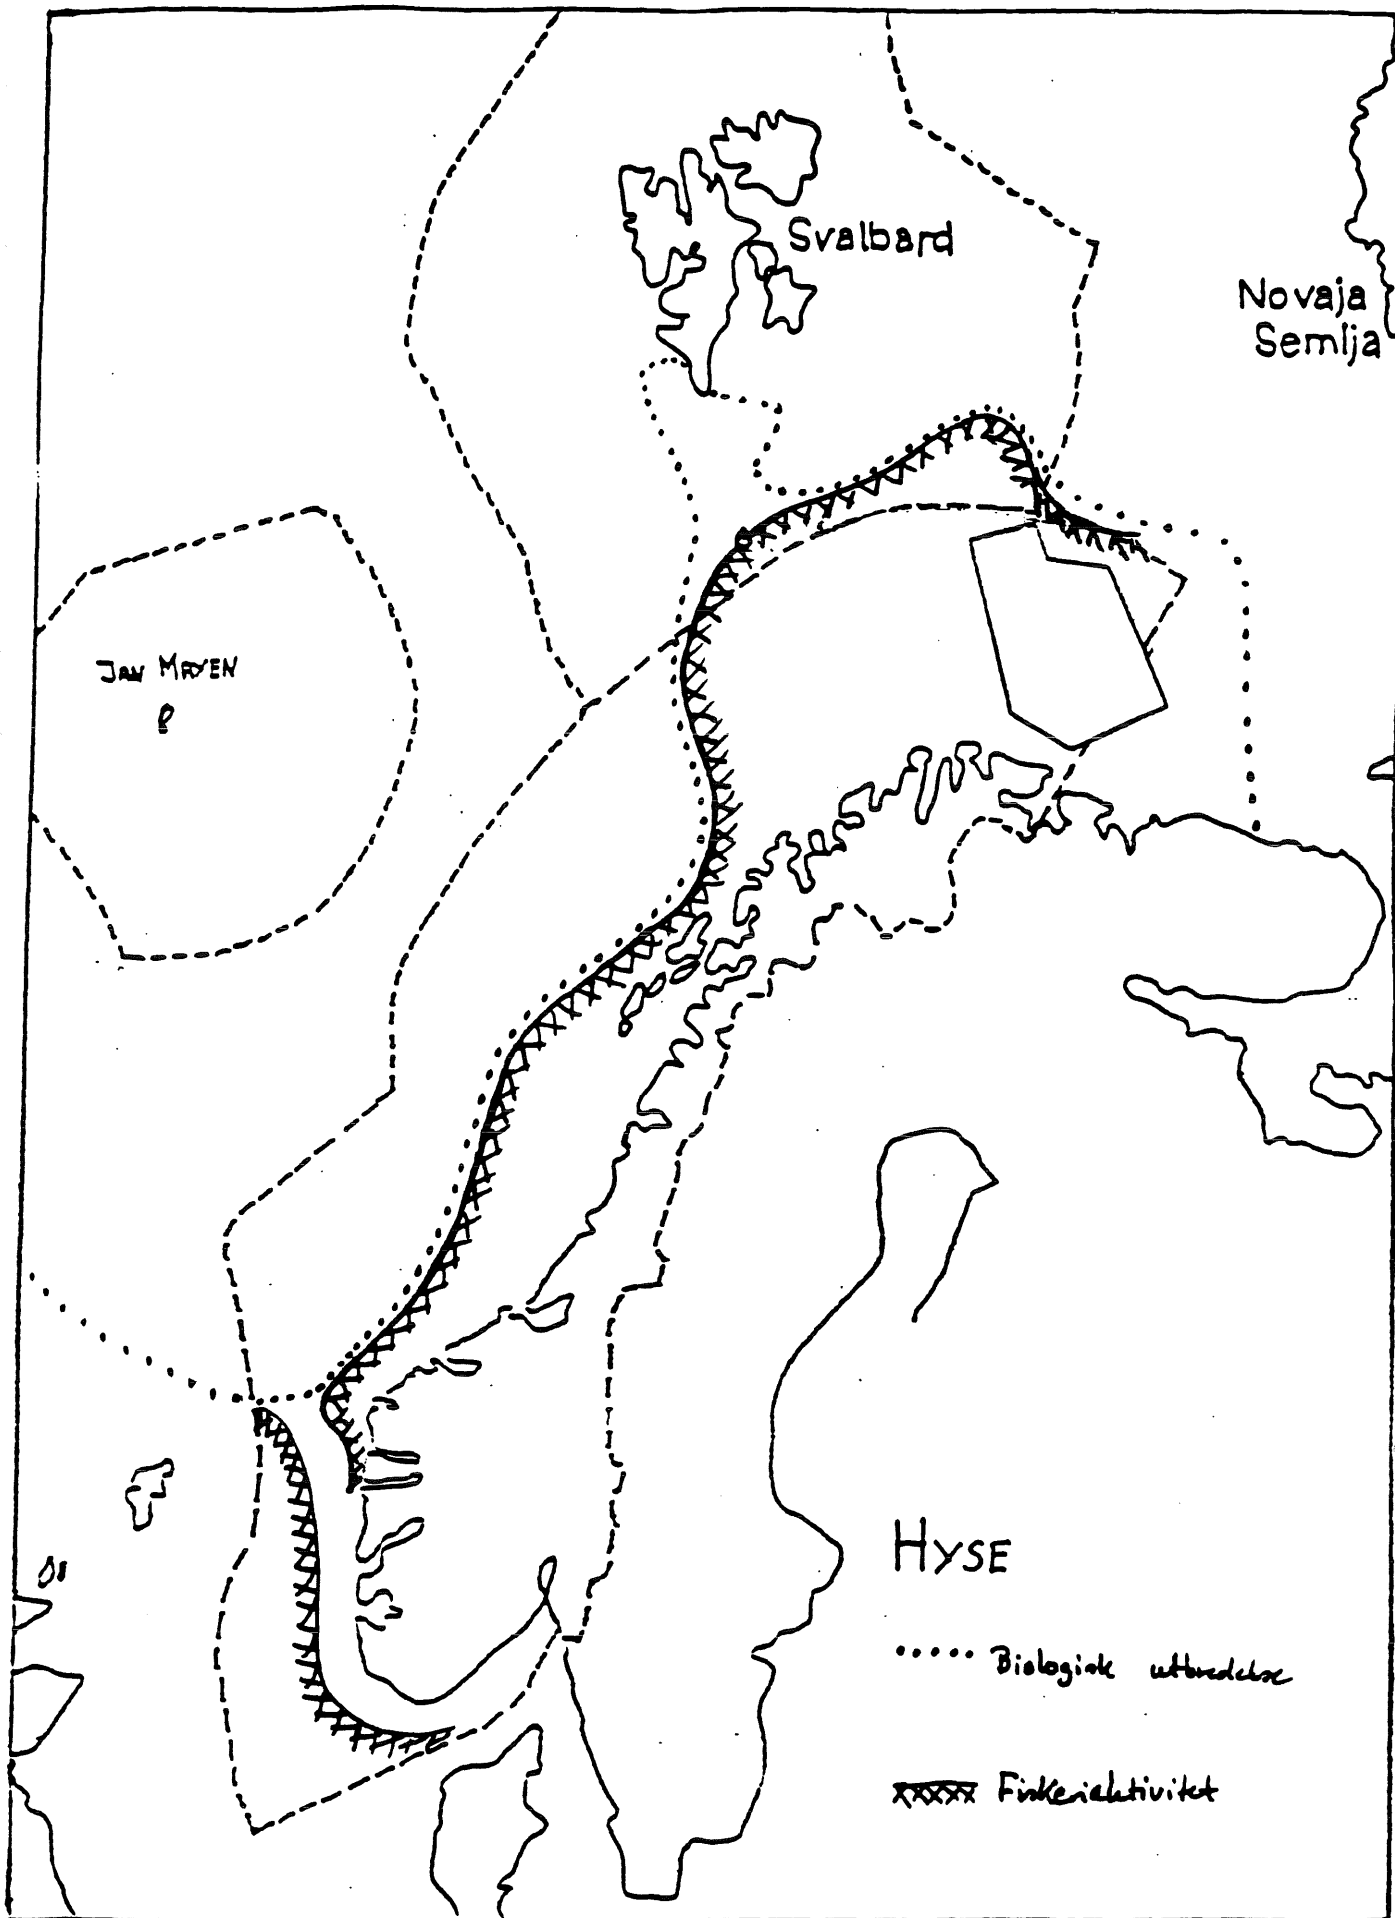 Svalbard
Novaja
Semlja
JAN MAYEN
HYSE
Biologisk utbredelse
Fiskeriaktivitet